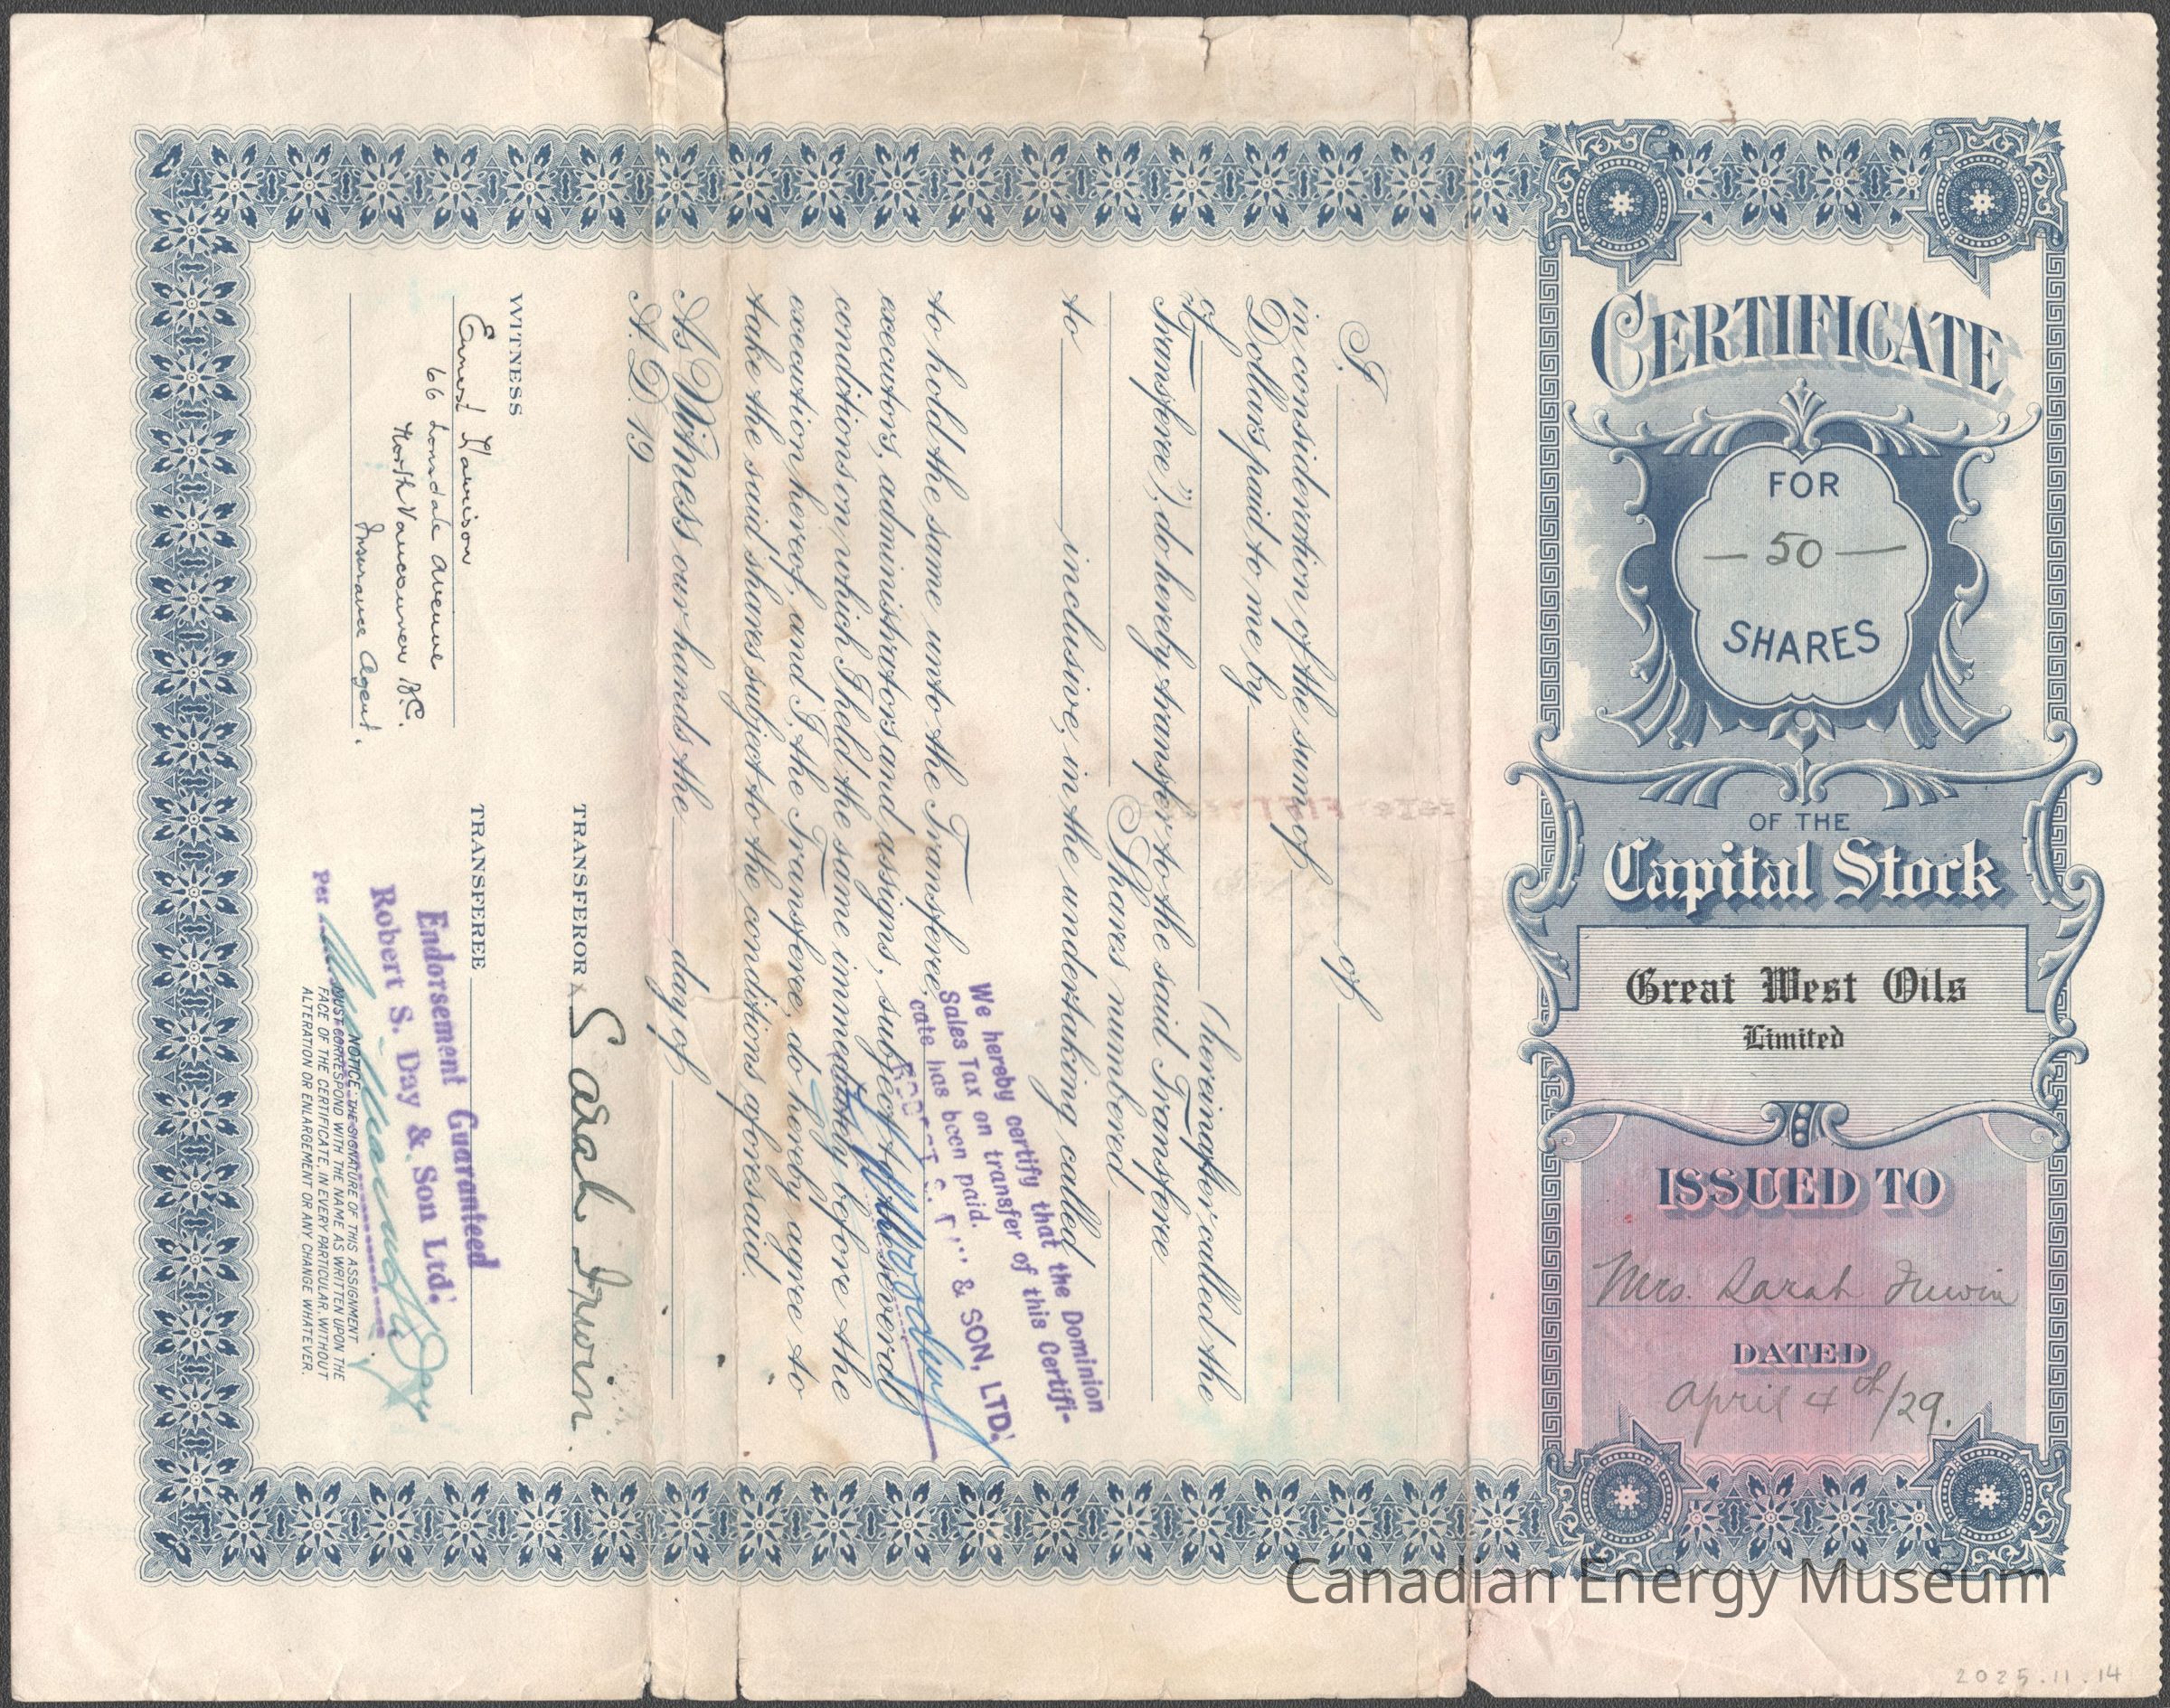 CERTIFICATE
FOR
— 50 —
SHARES
OF THE
Capital Stock
Great West Oils
Limited
ISSUED TO
Mrs. Sarah Irwin
DATED
April 4th/29.
I, of
in consideration of the sum of
Dollars paid to me by
of (hereinafter called the
Transferee"), do hereby transfer to the said Transferee
Shares numbered
to inclusive, in the undertaking called
We hereby certify that the Dominion
Sales Tax on transfer of this Certifi-
cate has been paid.
& SON, LTD.
to hold the same unto the Transferee,
executors, administrators and assigns, subject to the several
conditions on which I held the same immediately before the
execution hereof, and I, the Transferee, do hereby agree to
take the said shares subject to the conditions aforesaid.
As Witness our hands the day of
A.D. 19
WITNESS
Ernest Harrison
66 Lonsdale Avenue
North Vancouver B.C.
Insurance Agent.
TRANSFEROR x Sarah Irwin.
TRANSFEREE
Endorsement Guaranteed
Robert S. Day & Son Ltd.
Per
NOTICE: THE SIGNATURE OF THIS ASSIGNMENT
MUST CORRESPOND WITH THE NAME AS WRITTEN UPON THE
FACE OF THE CERTIFICATE, IN EVERY PARTICULAR, WITHOUT
ALTERATION OR ENLARGEMENT OR ANY CHANGE WHATEVER.
Canadian Energy Museum
2025.11.14